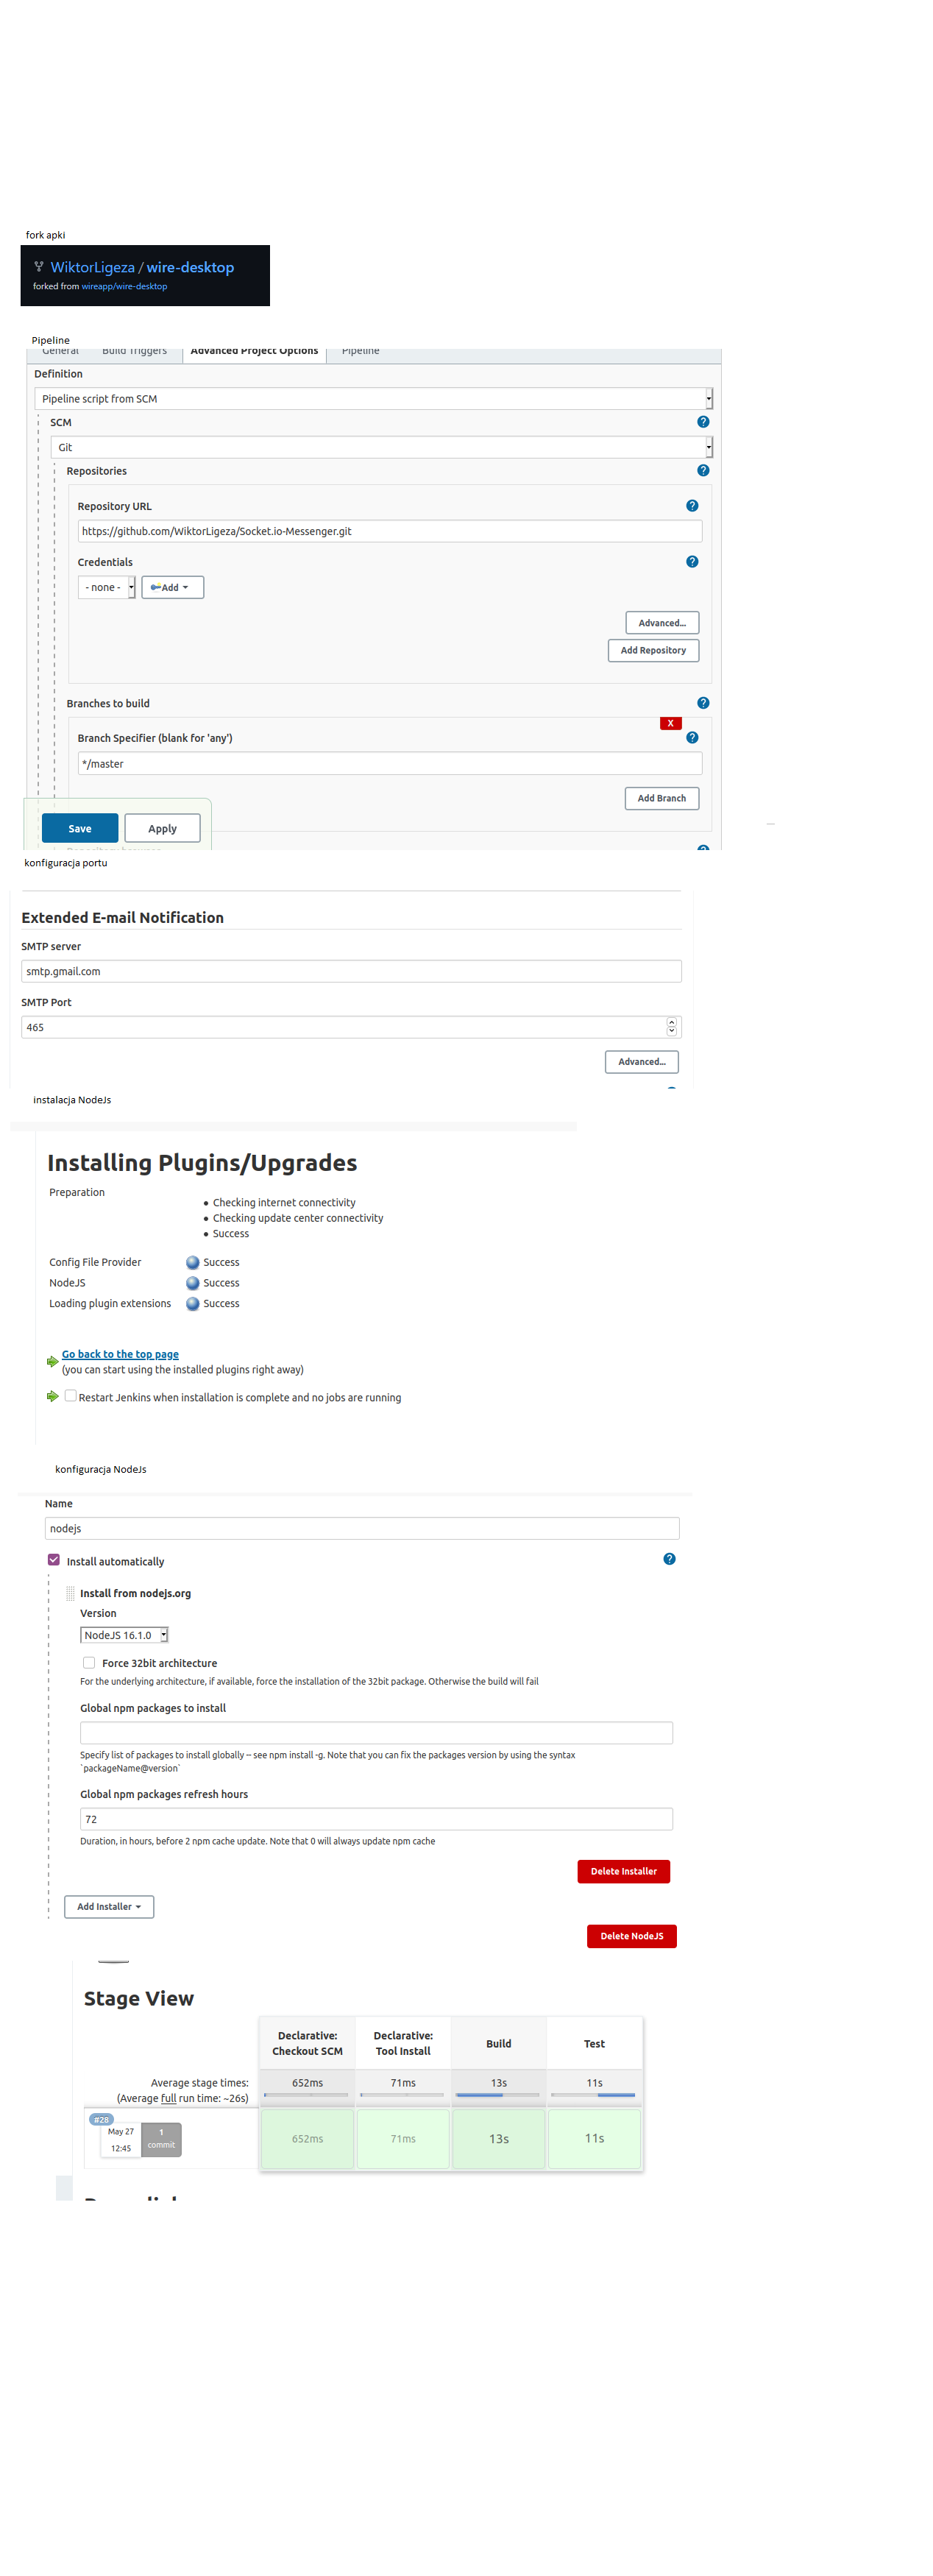 fork apki
WiktorLigeza / wire-desktop
forked from wireapp/wire-desktop
Pipeline
General Build Triggers Advanced Project Options Pipeline
Definition
Pipeline script from SCM
SCM
?
Git
Repositories
?
Repository URL
?
https://github.com/WiktorLigeza/Socket.io-Messenger.git
Credentials
?
- none - Add
Advanced...
Add Repository
Branches to build
?
X
Branch Specifier (blank for 'any')
?
*/master
Add Branch
Save Apply
konfiguracja portu
Extended E-mail Notification
SMTP server
smtp.gmail.com
SMTP Port
465
Advanced...
instalacja NodeJs
Installing Plugins/Upgrades
Preparation
Checking internet connectivity
Checking update center connectivity
Success
Config File Provider Success
NodeJS Success
Loading plugin extensions Success
Go back to the top page
(you can start using the installed plugins right away)
Restart Jenkins when installation is complete and no jobs are running
konfiguracja NodeJs
Name
nodejs
Install automatically
?
Install from nodejs.org
Version
NodeJS 16.1.0
Force 32bit architecture
For the underlying architecture, if available, force the installation of the 32bit package. Otherwise the build will fail
Global npm packages to install
Specify list of packages to install globally -- see npm install -g. Note that you can fix the packages version by using the syntax
`packageName@version`
Global npm packages refresh hours
72
Duration, in hours, before 2 npm cache update. Note that 0 will always update npm cache
Delete Installer
Add Installer
Delete NodeJS
Stage View
Declarative: Declarative: Build Test
Checkout SCM Tool Install
Average stage times: 652ms 71ms 13s 11s
(Average full run time: ~26s)
#28
May 27 1
12:45 commit
652ms 71ms 13s 11s